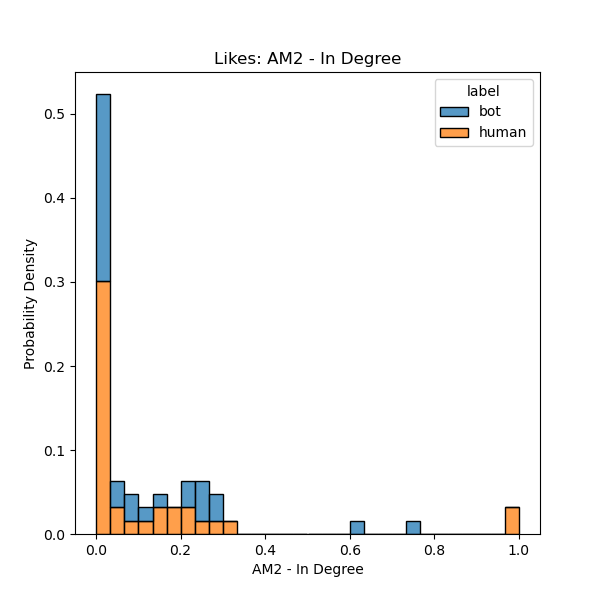 Likes: AM2 - In Degree
label
bot
human
0.5
0.4
0.3
0.2
0.1
0.0
Probability Density
0.0 0.2 0.4 0.6 0.8 1.0
AM2 - In Degree